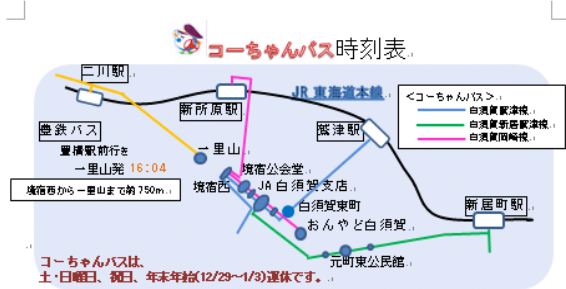 コーちゃんバス時刻表
二川駅
新所原駅
JR 東海道本線
<コーちゃんバス>
白須賀鷲津線
白須賀新居鷲津線
白須賀岡崎線
鷲津駅
豊鉄バス
豊橋駅前行を
一里山発 16:04
一里山
境宿公会堂
境宿西
JA白須賀支店
境宿西から一里山まで約750m
白須賀東町
おんやど白須賀
新居町駅
元町東公民館
コーちゃんバスは、
土・日曜日、祝日、年末年始(12/29~1/3)運休です。